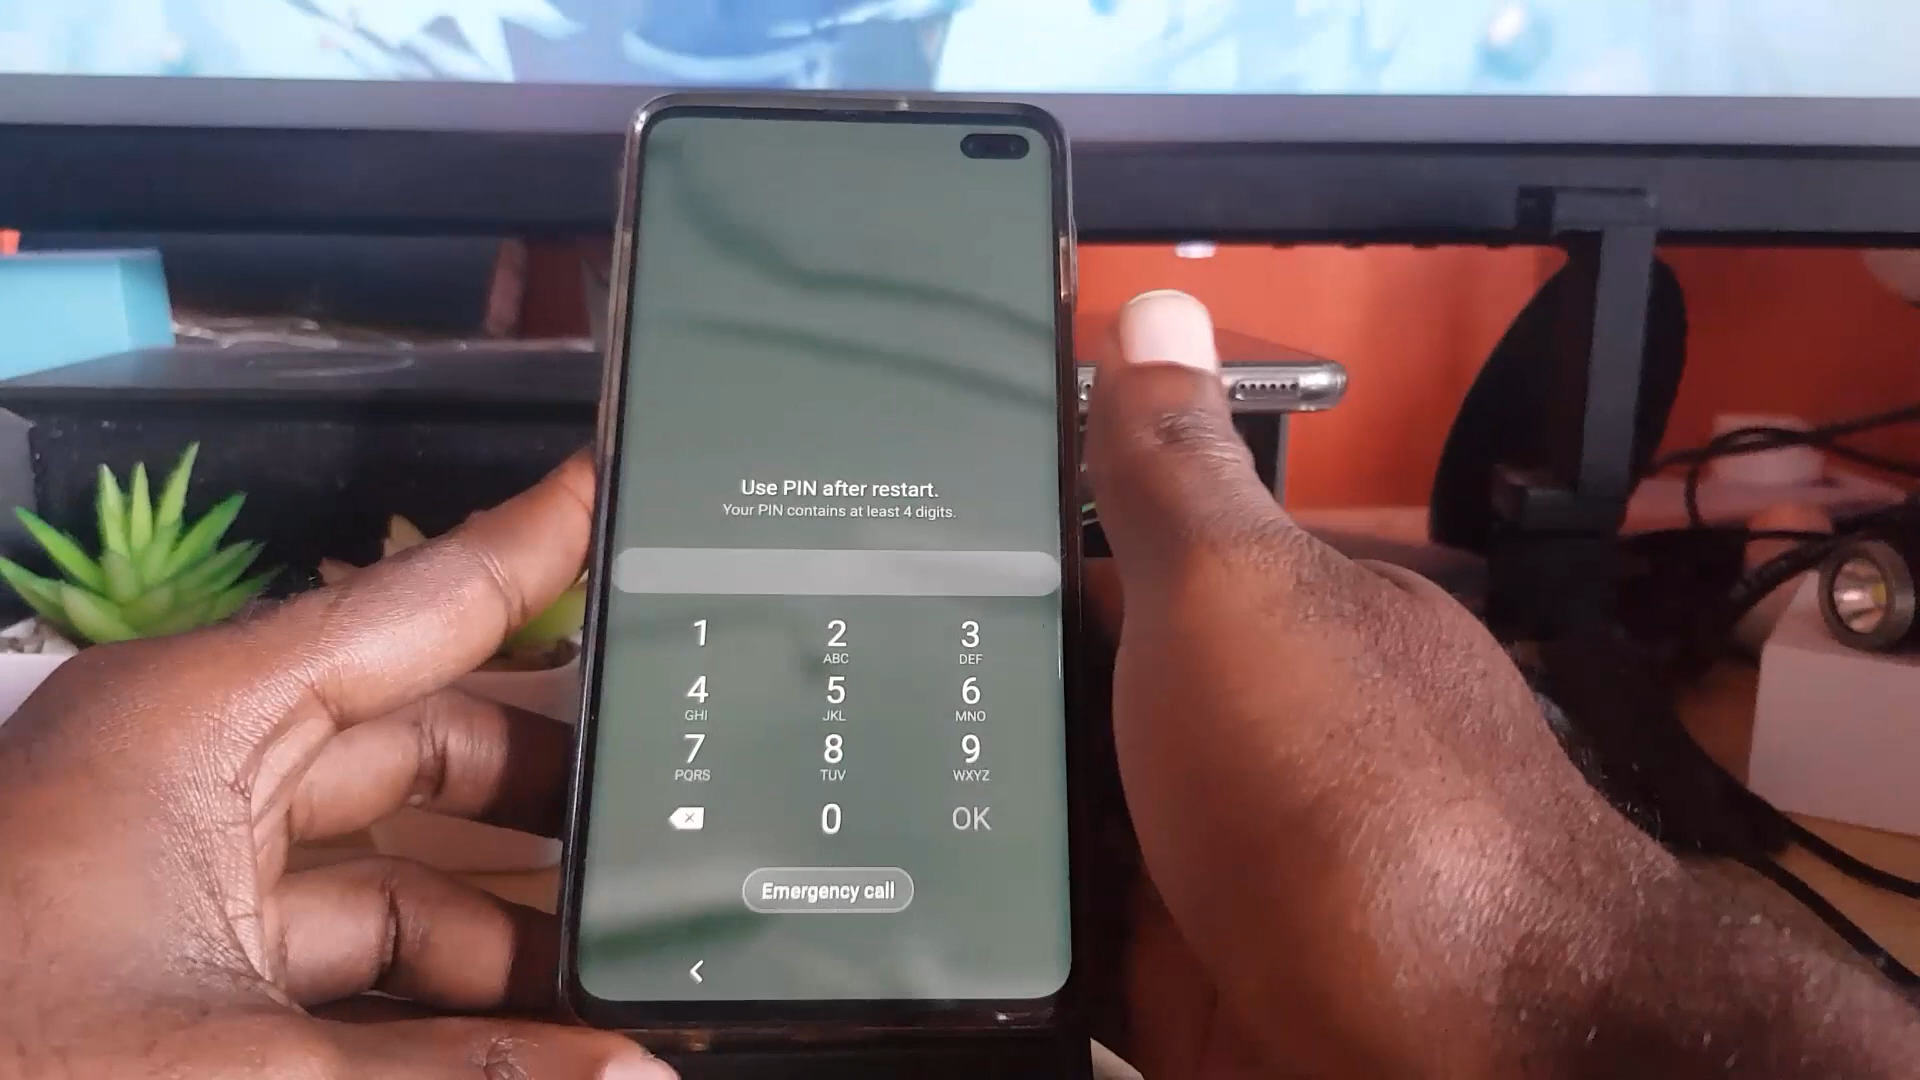 Use PIN after restart.
Your PIN contains at least 4 digits.
1 2 3
ABC DEF
4 5 6
GHI JKL MNO
7 8 9
PQRS TUV WXYZ
0 OK
Emergency call